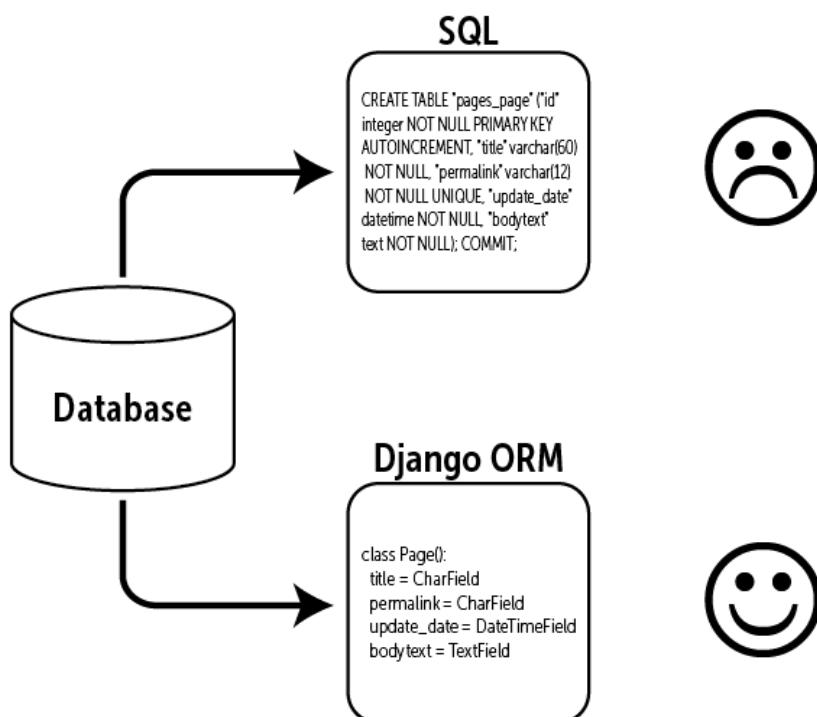 SQL
CREATE TABLE "pages_page" ("id"
integer NOT NULL PRIMARY KEY
AUTOINCREMENT, "title" varchar(60)
NOT NULL, "permalink" varchar(12)
NOT NULL UNIQUE, "update_date"
datetime NOT NULL, "bodytext"
text NOT NULL); COMMIT;
Database
Django ORM
class Page():
title = CharField
permalink = CharField
update_date = DateTimeField
bodytext = TextField